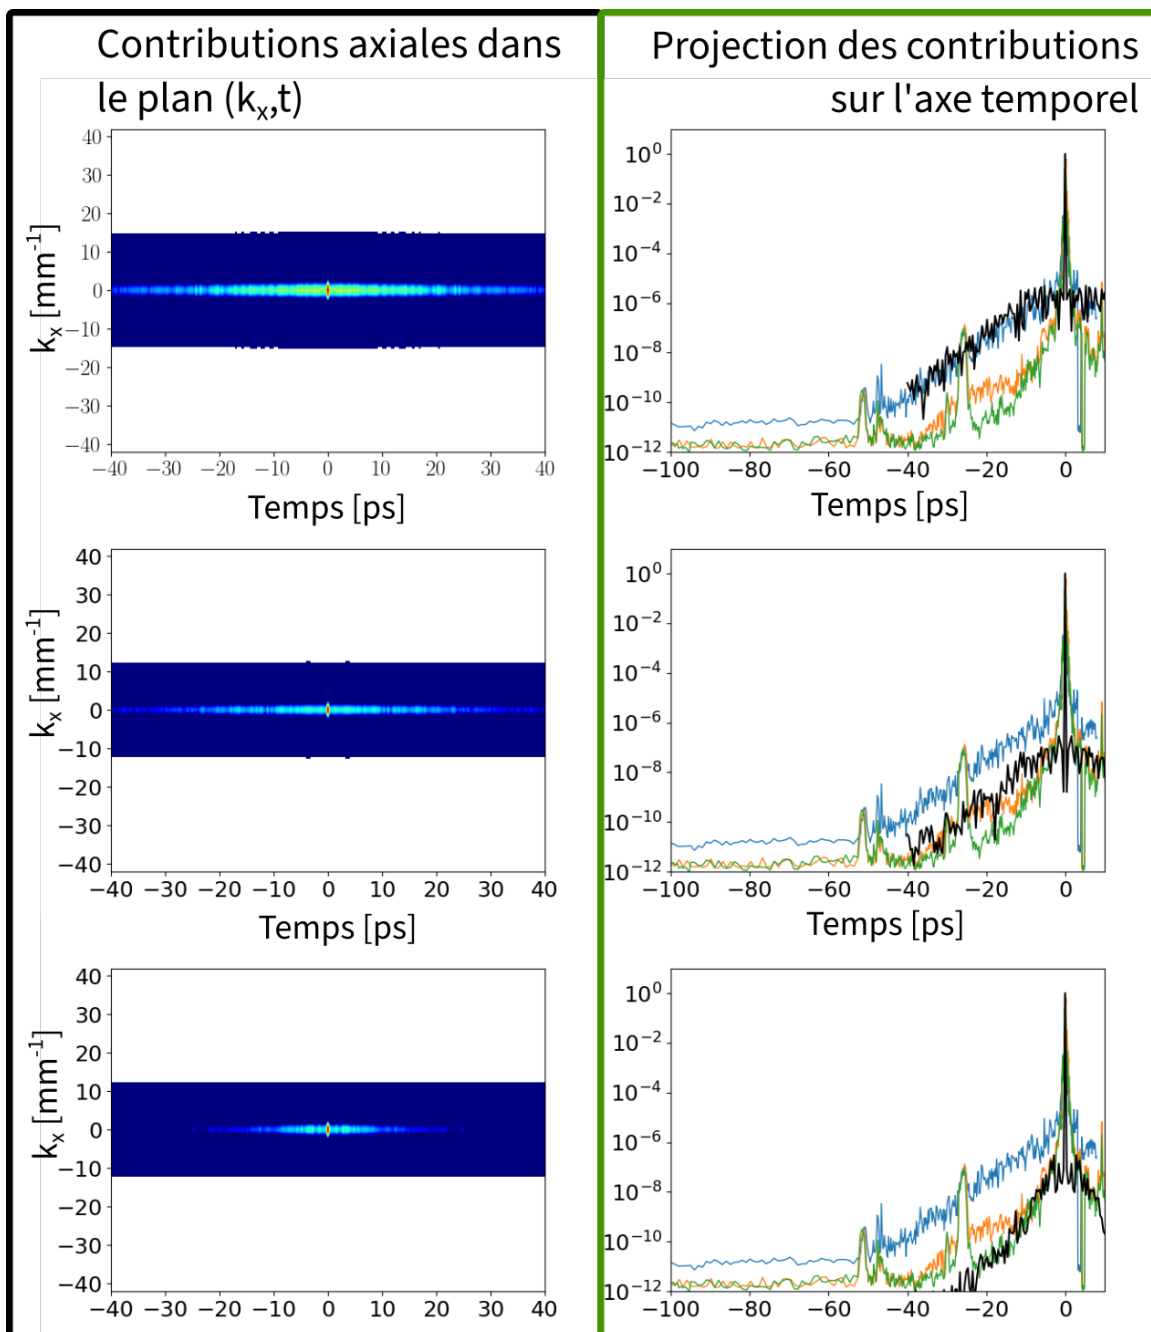 Contributions axiales dans
le plan (kₓ,t)
Projection des contributions
sur l'axe temporel
40
30
20
10
0
−10
−20
−30
−40
kₓ [mm⁻¹]
−40 −30 −20 −10 0 10 20 30 40
Temps [ps]
10⁰
10⁻²
10⁻⁴
10⁻⁶
10⁻⁸
10⁻¹⁰
10⁻¹²
−100 −80 −60 −40 −20 0
Temps [ps]
40
30
20
10
0
−10
−20
−30
−40
kₓ [mm⁻¹]
−40 −30 −20 −10 0 10 20 30 40
Temps [ps]
10⁰
10⁻²
10⁻⁴
10⁻⁶
10⁻⁸
10⁻¹⁰
10⁻¹²
−100 −80 −60 −40 −20 0
Temps [ps]
40
30
20
10
0
−10
−20
−30
−40
kₓ [mm⁻¹]
−40 −30 −20 −10 0 10 20 30 40
10⁰
10⁻²
10⁻⁴
10⁻⁶
10⁻⁸
10⁻¹⁰
10⁻¹²
−100 −80 −60 −40 −20 0